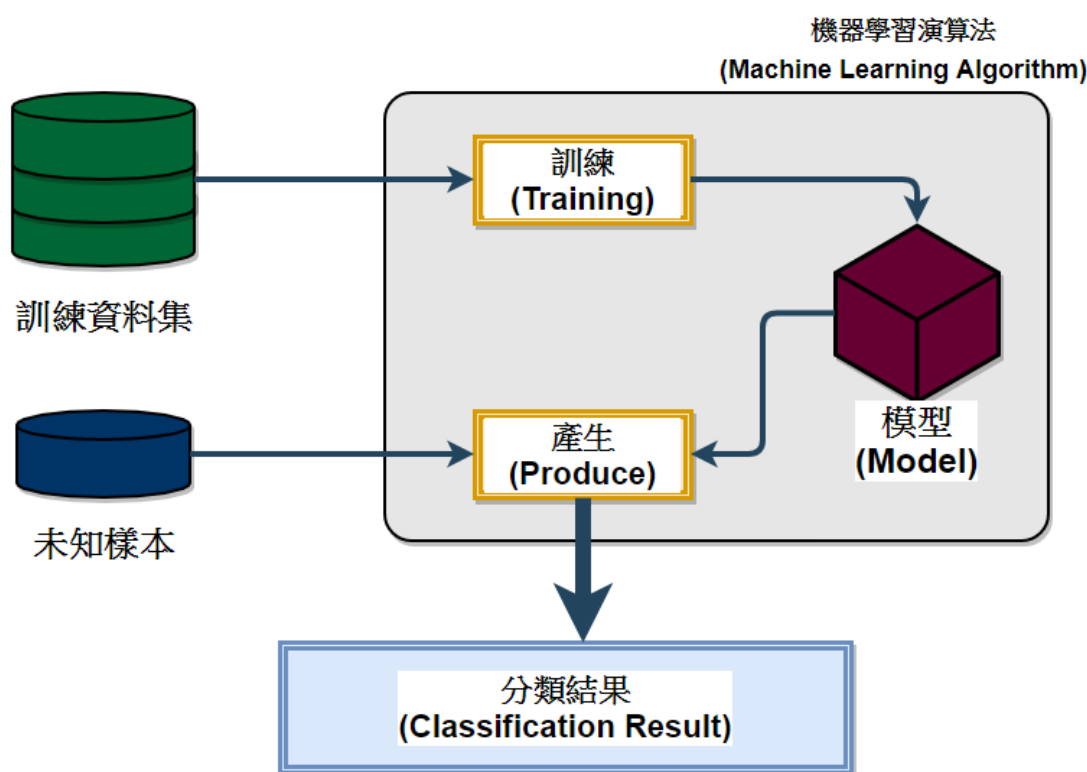 機器學習演算法
(Machine Learning Algorithm)
訓練
(Training)
訓練資料集
模型
(Model)
產生
(Produce)
未知樣本
分類結果
(Classification Result)